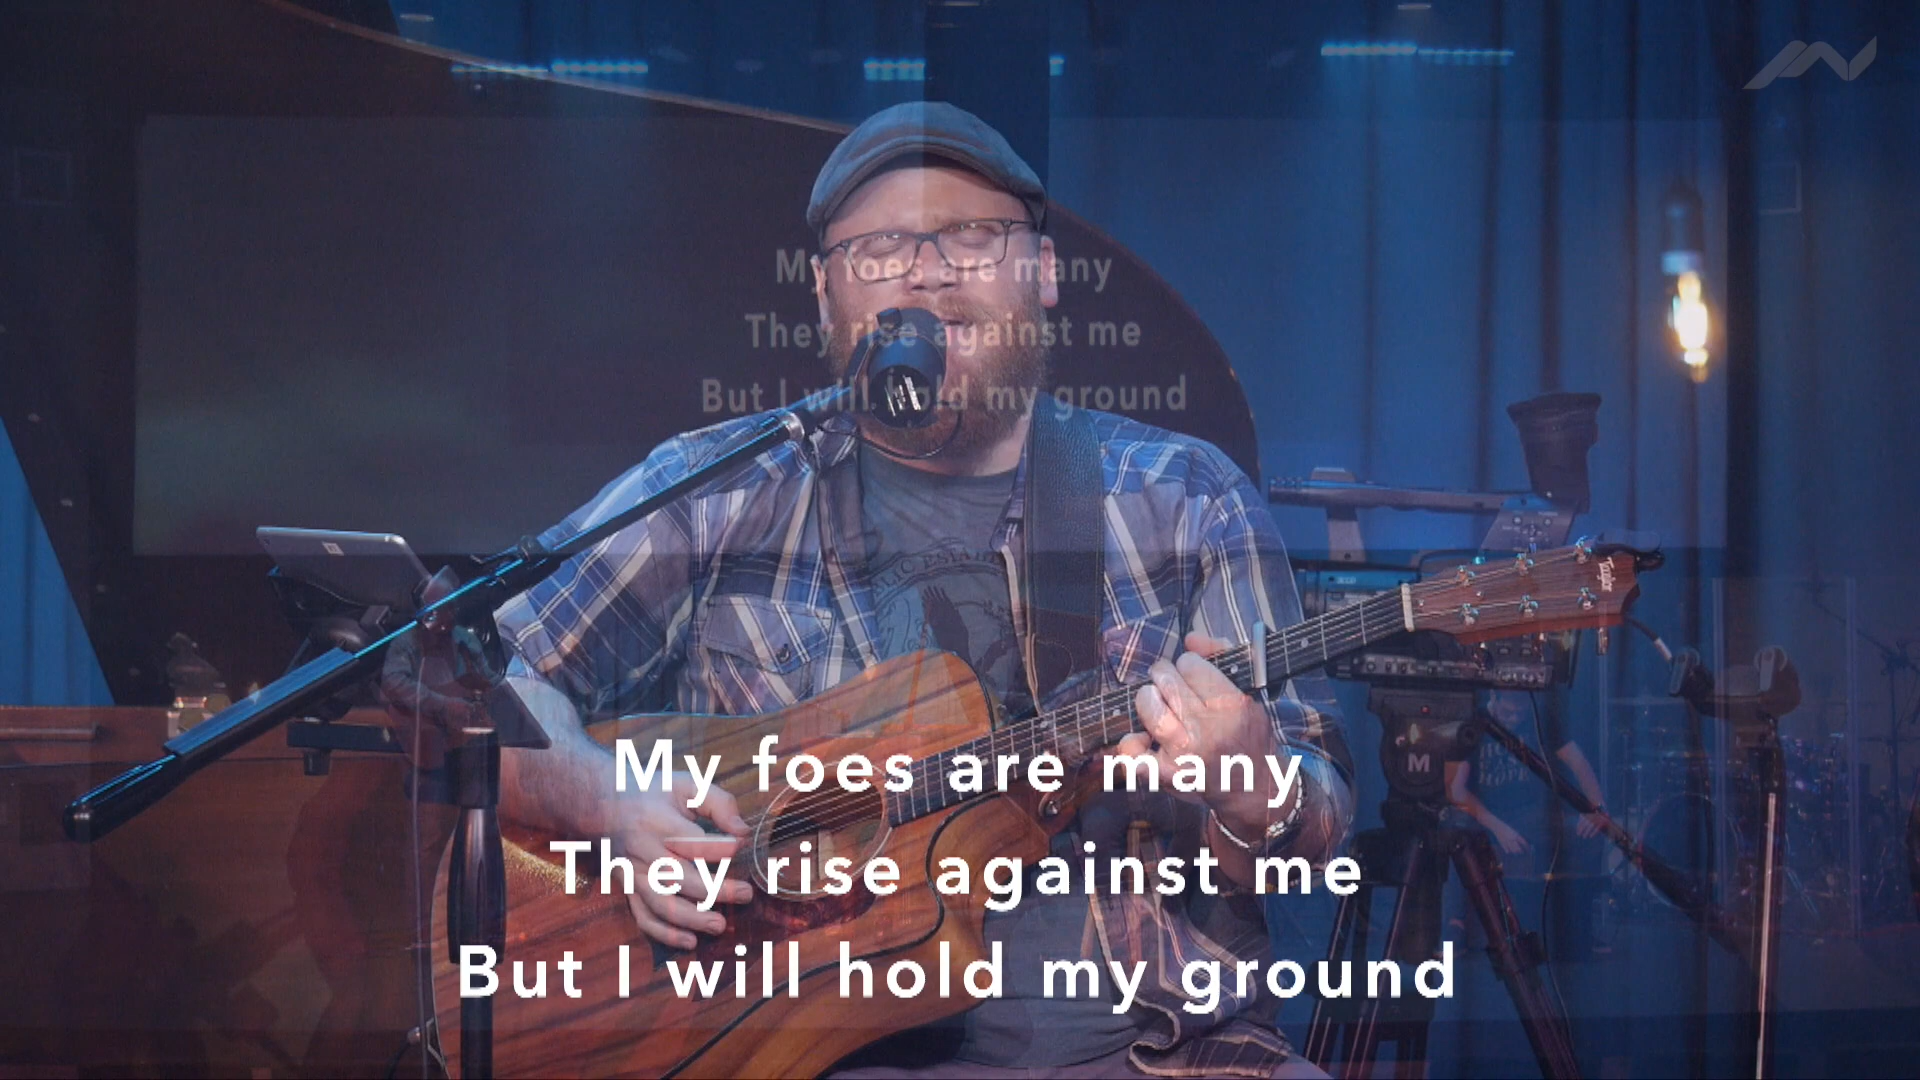 My foes are many
They rise against me
But I will hold my ground
Taylor
M
My foes are many
They rise against me
But I will hold my ground